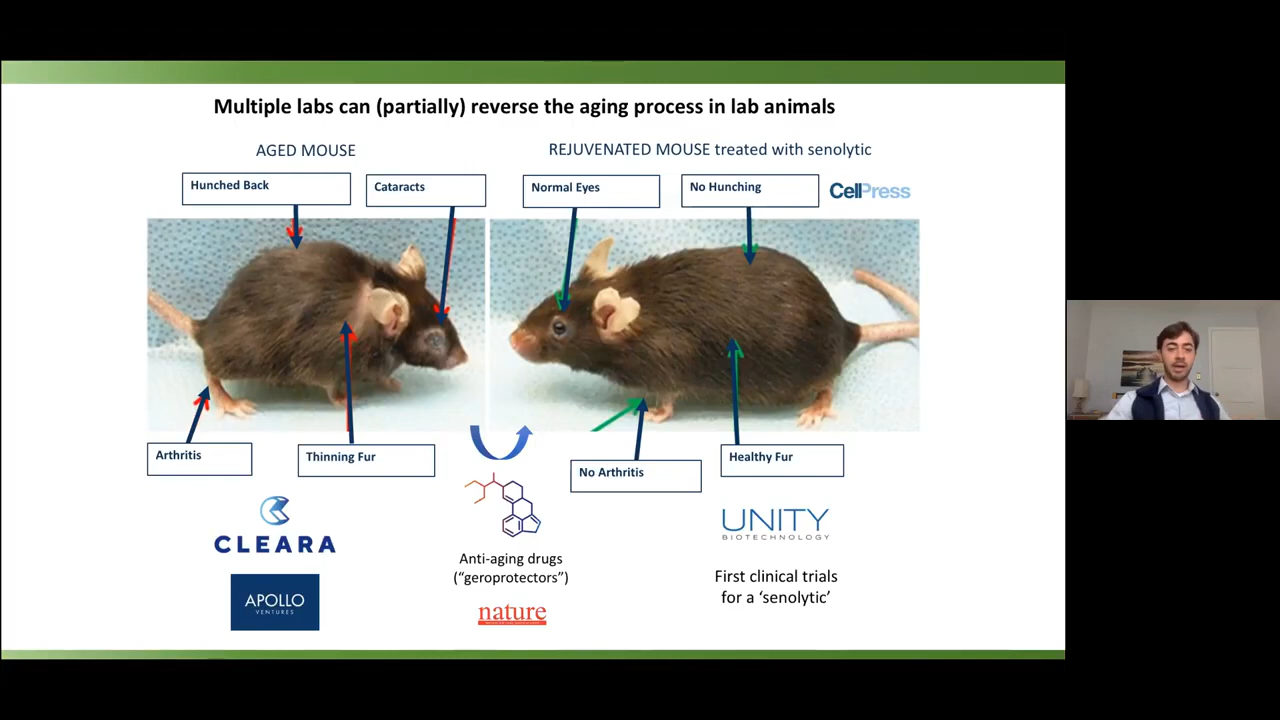 Multiple labs can (partially) reverse the aging process in lab animals
AGED MOUSE
REJUVENATED MOUSE treated with senolytic
Hunched Back
Cataracts
Normal Eyes
No Hunching
CellPress
Arthritis
Thinning Fur
No Arthritis
Healthy Fur
CLEARA
APOLLO
VENTURES
Anti-aging drugs
("geroprotectors")
nature
UNITY
BIOTECHNOLOGY
First clinical trials
for a 'senolytic'